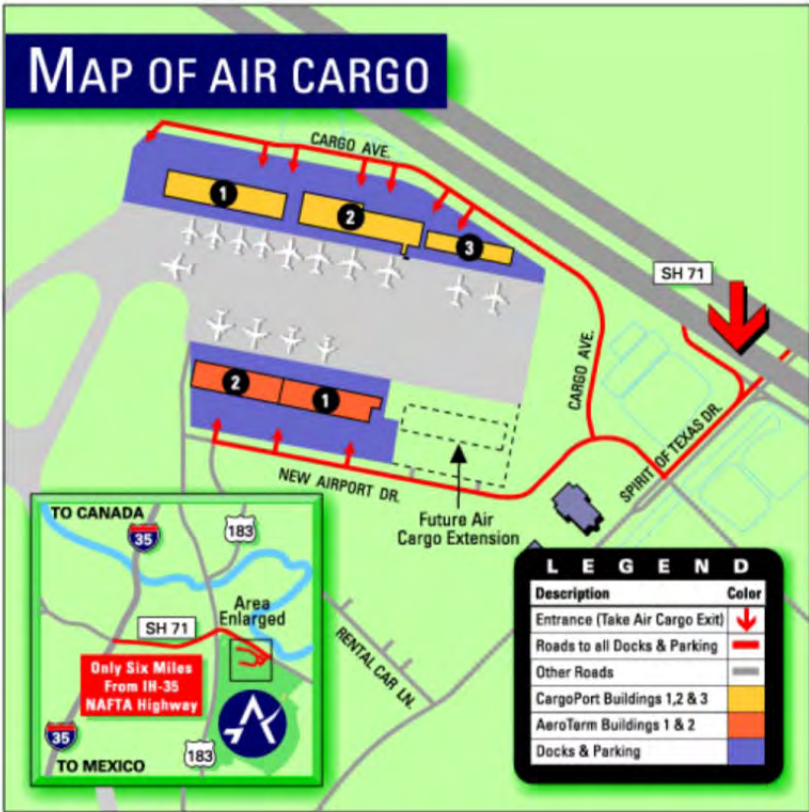 MAP OF AIR CARGO
CARGO AVE.
1
2
3
SH 71
CARGO AVE.
2
1
SPIRIT OF TEXAS DR.
NEW AIRPORT DR.
Future Air
Cargo Extension
TO CANADA
35
183
Area
Enlarged
SH 71
Only Six Miles
From IH-35
NAFTA Highway
35
183
TO MEXICO
RENTAL CAR LN.
LEGEND
Description Color
Entrance (Take Air Cargo Exit)
Roads to all Docks & Parking
Other Roads
CargoPort Buildings 1,2 & 3
AeroTerm Buildings 1 & 2
Docks & Parking